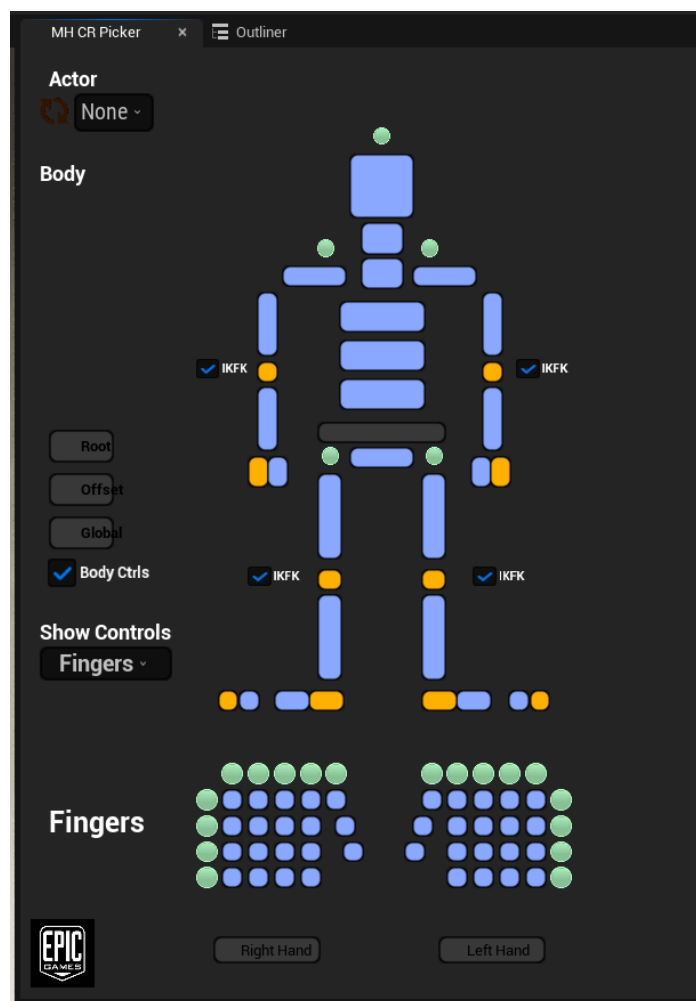 MH CR Picker × Outliner
Actor
None
Body
IKFK IKFK
Root
Offset
Global
Body Ctrls
IKFK IKFK
Show Controls
Fingers
Fingers
EPIC
GAMES
Right Hand Left Hand